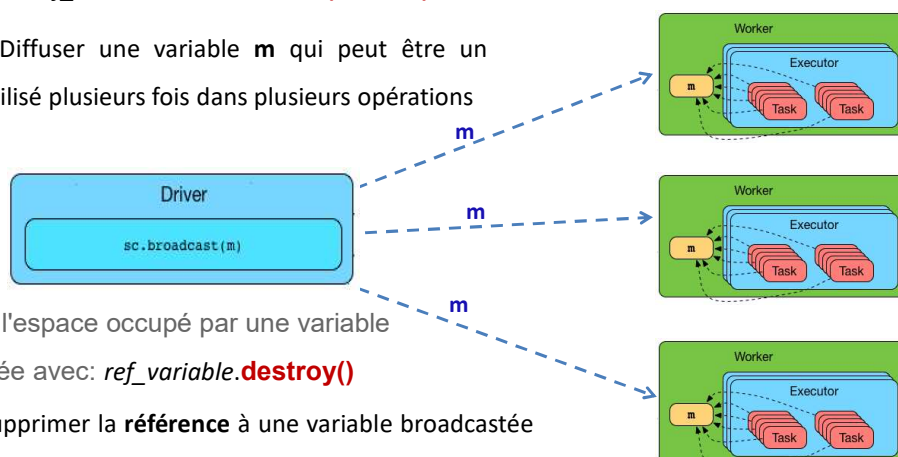 Diffuser une variable m qui peut être un
ilisé plusieurs fois dans plusieurs opérations
m
Driver
sc.broadcast(m)
m
m
l'espace occupé par une variable
ée avec: ref_variable.destroy()
pprimer la référence à une variable broadcastée
Worker
Executor
m
Task
Task
Worker
Executor
m
Task
Task
Worker
Executor
m
Task
Task